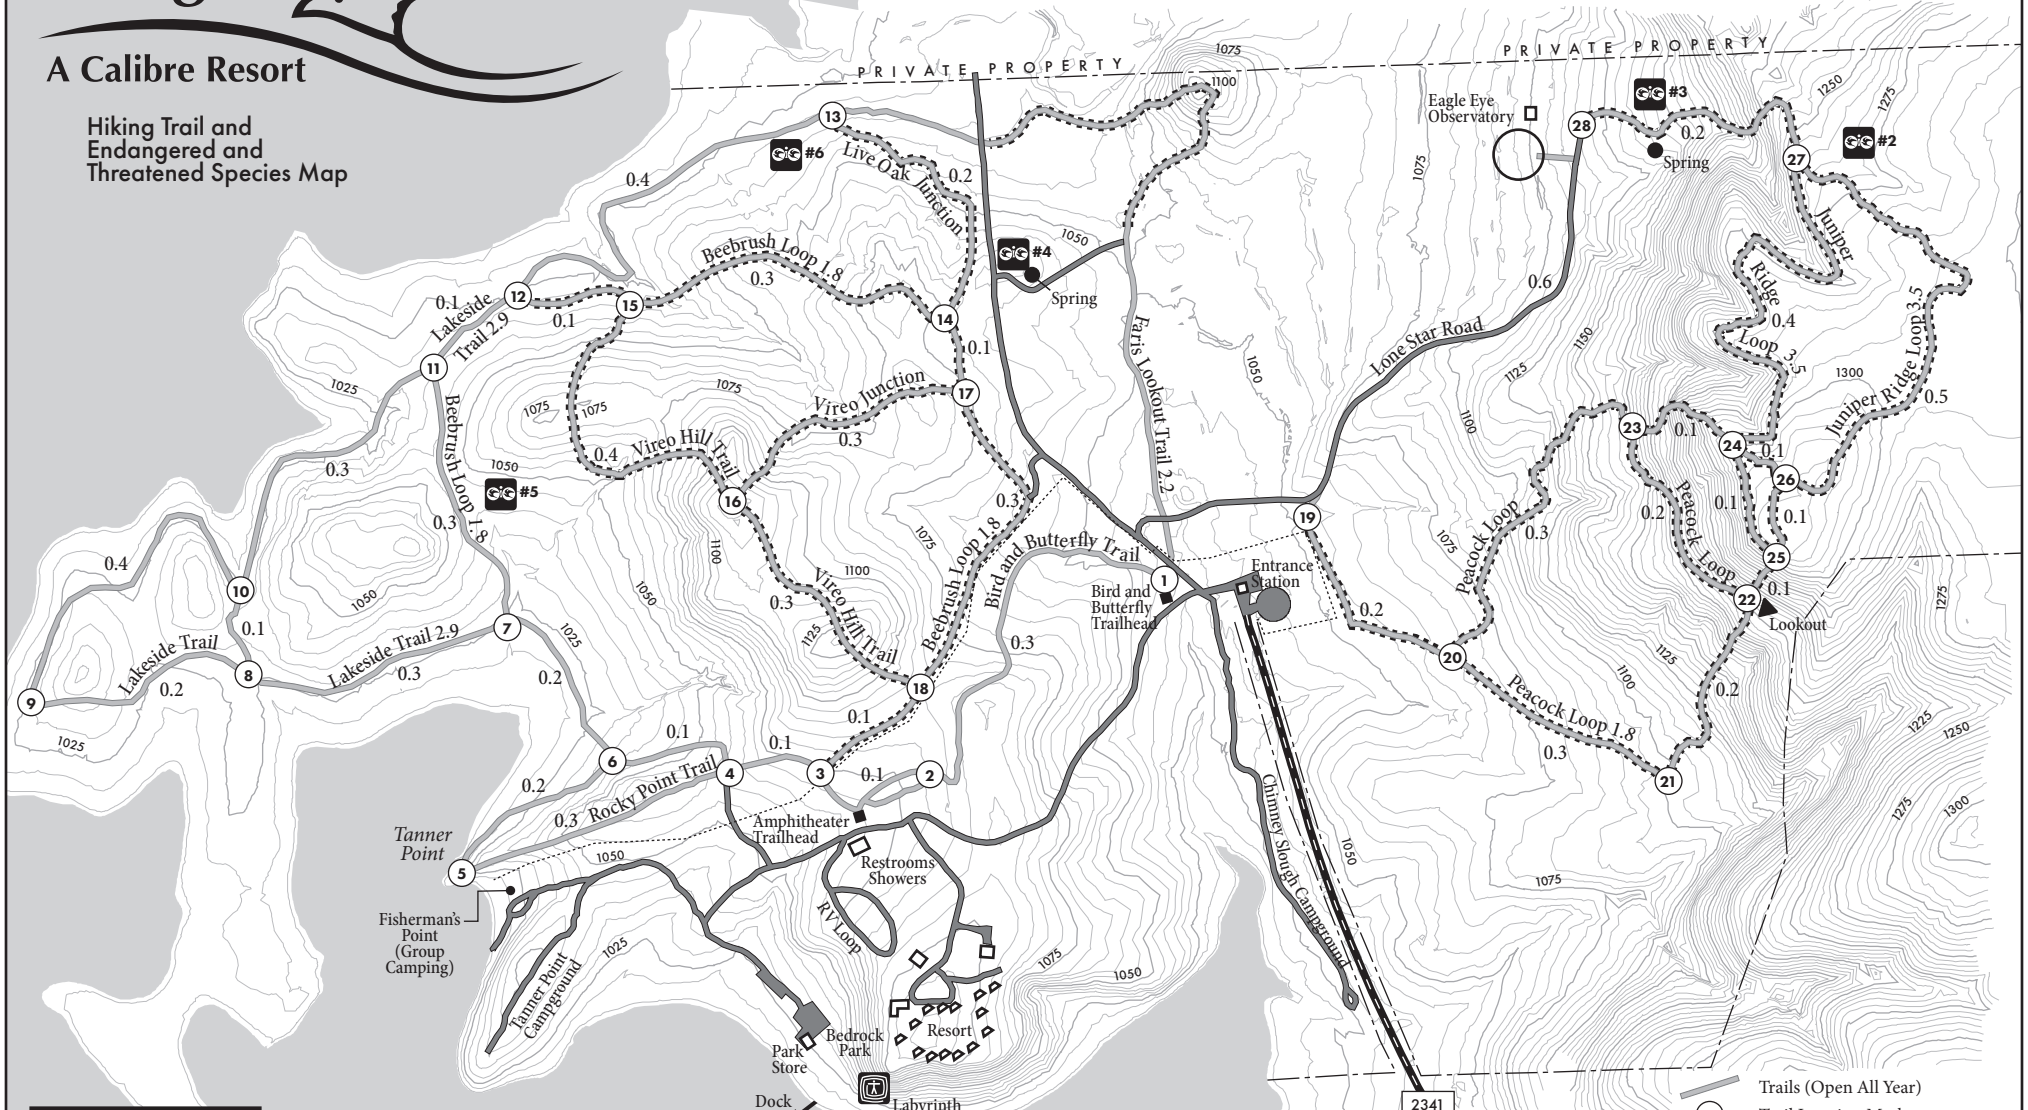 A Calibre Resort
Hiking Trail and
Endangered and
Threatened Species Map
PRIVATE PROPERTY
PRIVATE PROPERTY
1075
1100
Eagle Eye
Observatory
#3
28
0.2
Spring
1250
1275
#2
27
13
#6
Live Oak Junction
0.2
0.4
1075
#4
1050
Spring
Beebrush Loop 1.8
0.3
Juniper
Ridge
Loop 3.5
0.4
0.6
Lone Star Road
0.1
Lakeside
Trail 2.9
12
0.1
15
14
0.1
11
1025
1075
1075
1075
Vireo Junction
0.3
17
Faris Lookout Trail 2.2
1050
1125
1150
1100
1300
Juniper Ridge Loop 3.5
0.5
23
0.1
24
0.1
26
0.1
0.1
25
0.3
Beebrush Loop 1.8
0.3
1050
#5
0.4
Vireo Hill Trail
16
0.3
1100
1075
Beebrush Loop 1.8
Bird and Butterfly Trail
19
1075
Peacock Loop
0.3
0.2
Peacock Loop
0.4
10
1050
1050
0.1
Lakeside Trail
0.2
8
9
1025
Lakeside Trail 2.9
0.3
7
1025
0.2
0.3
1100
Vireo Hill Trail
1125
18
0.1
0.3
1
Bird and
Butterfly
Trailhead
Entrance
Station
0.2
20
22
0.1
Lookout
1275
1125
1100
0.2
Peacock Loop 1.8
0.3
21
1225
1250
1275
1300
6
0.1
4
0.1
3
0.1
2
0.2
Rocky Point Trail
0.3
Tanner
Point
5
1050
Amphitheater
Trailhead
Restrooms
Showers
Fisherman's
Point
(Group
Camping)
RV Loop
Chimney Slough Campground
1050
1075
Tanner Point
Campground
1025
1075
1050
Resort
Bedrock
Park
Park
Store
Dock
Labyrinth
2341
Trails (Open All Year)